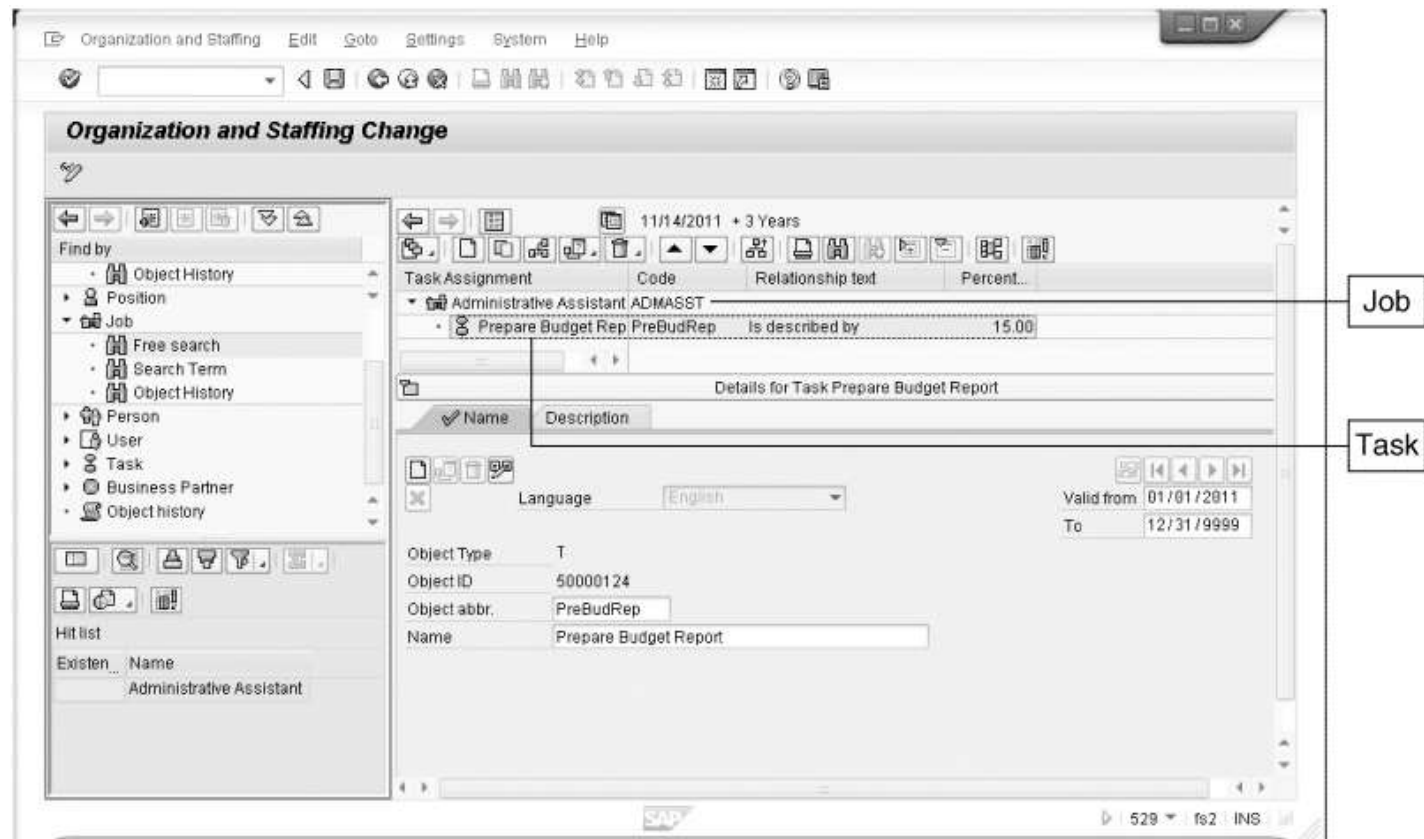 Organization and Staffing Edit Goto Settings System Help
Organization and Staffing Change
Find by
Object History
Position
Job
Free search
Search Term
Object History
Person
User
Task
Business Partner
Object history
Hit list
Existen... Name
Administrative Assistant
11/14/2011 + 3 Years
Task Assignment Code Relationship text Percent...
Administrative Assistant ADMASST
Prepare Budget Rep PreBudRep Is described by 15.00
Details for Task Prepare Budget Report
Name Description
Language English Valid from 01/01/2011
To 12/31/9999
Object Type T
Object ID 50000124
Object abbr. PreBudRep
Name Prepare Budget Report
SAP 529 fs2 INS
Job
Task